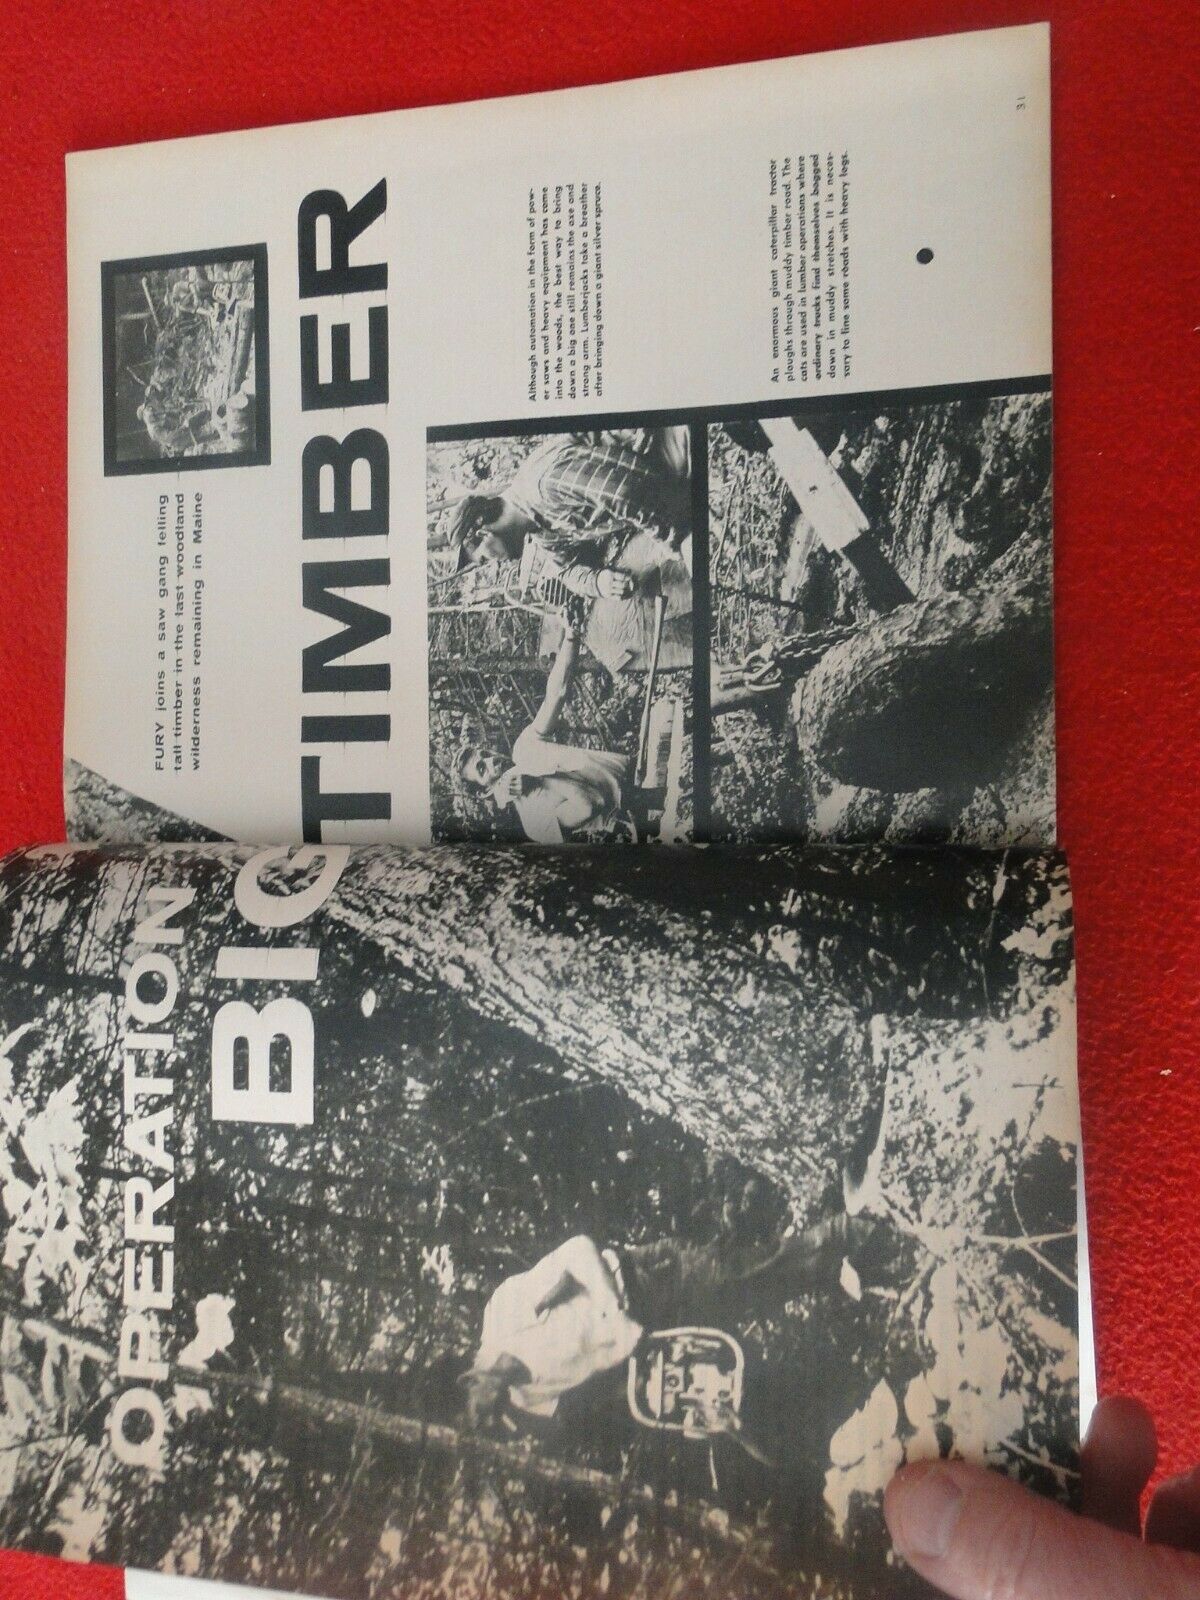 OPERATION
BIG TIMBER
FURY joins a saw gang felling
tall timber in the last woodland
wilderness remaining in Maine
Although automation in the form of pow-
er saws and heavy equipment has come
into the woods, the best way to bring
down a big one still remains the axe and
strong arm. Lumberjacks take a breather
after bringing down a giant silver spruce.
An enormous giant caterpillar tractor
ploughs through muddy timber road. The
cats are used in lumber operations where
ordinary trucks find themselves bogged
down in muddy stretches. It is neces-
sary to line some roads with heavy logs.
31